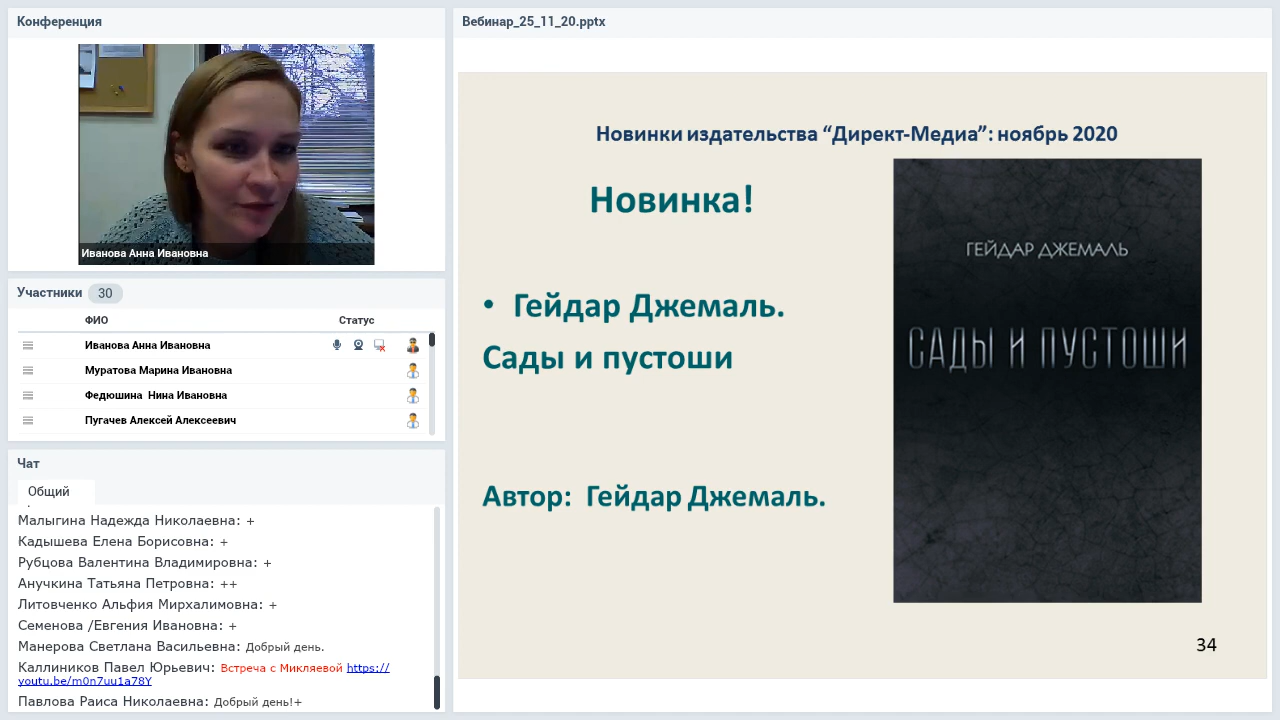 Конференция
Иванова Анна Ивановна
Участники 30
ФИО Статус
Иванова Анна Ивановна
Муратова Марина Ивановна
Федюшина Нина Ивановна
Пугачев Алексей Алексеевич
Чат
Общий
Малыгина Надежда Николаевна: +
Кадышева Елена Борисовна: +
Рубцова Валентина Владимировна: +
Анучкина Татьяна Петровна: ++
Литовченко Альфия Мирхалимовна: +
Семенова /Евгения Ивановна: +
Манерова Светлана Васильевна: Добрый день.
Каллиников Павел Юрьевич: Встреча с Микляевой https://
youtu.be/m0n7uu1a78Y
Павлова Раиса Николаевна: Добрый день!+
Вебинар_25_11_20.pptx
Новинки издательства “Директ-Медиа”: ноябрь 2020
Новинка!
• Гейдар Джемаль.
Сады и пустоши
Автор: Гейдар Джемаль.
ГЕЙДАР ДЖЕМАЛЬ
САДЫ И ПУСТОШИ
34